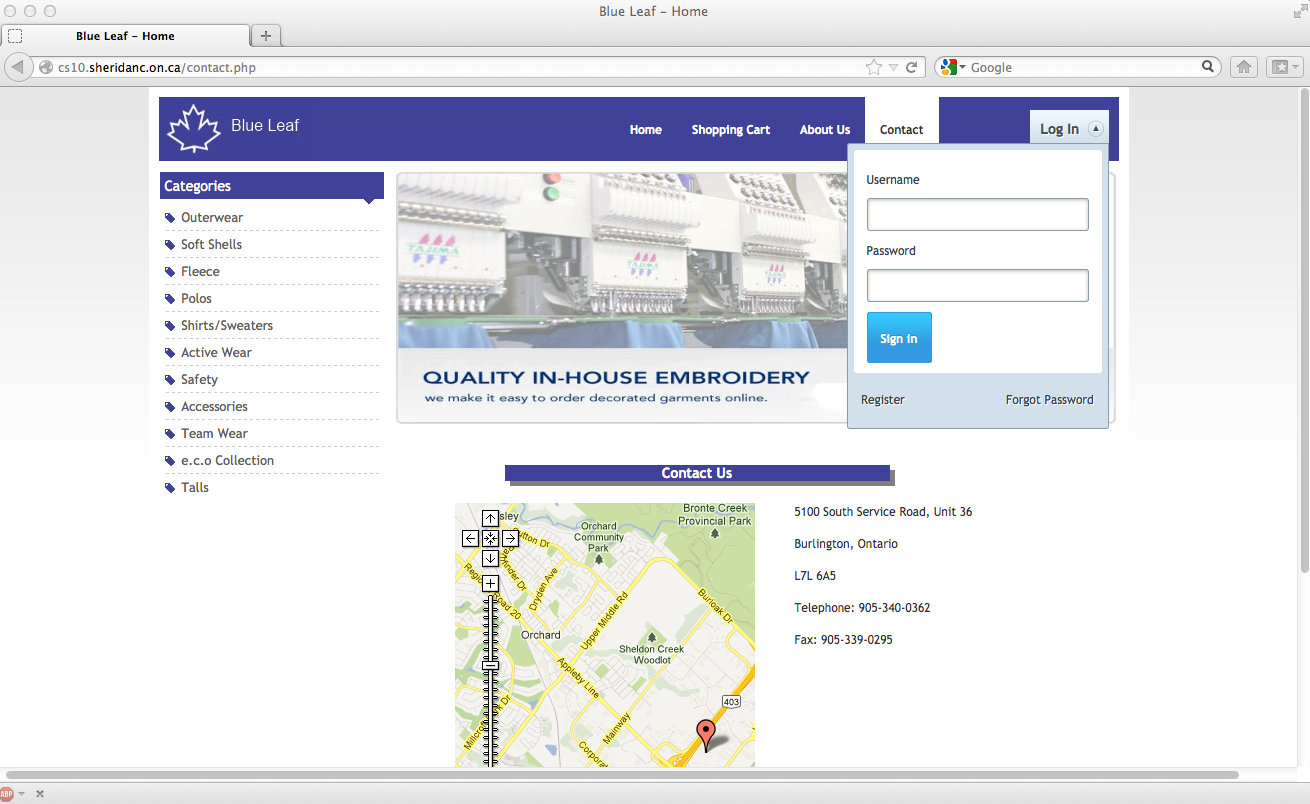 Blue Leaf – Home
Blue Leaf – Home
cs10.sheridanc.on.ca/contact.php
Google
Blue Leaf
Home
Shopping Cart
About Us
Contact
Log In
Categories
Outerwear
Soft Shells
Fleece
Polos
Shirts/Sweaters
Active Wear
Safety
Accessories
Team Wear
e.c.o Collection
Talls
TAJIMA
TAJIMA
TAJIMA
QUALITY IN-HOUSE EMBROIDERY
we make it easy to order decorated garments online.
Username
Password
Sign in
Register
Forgot Password
Contact Us
Bronte Creek
Provincial Park
Orchard
Community
Park
Dryden Ave
Upper Middle Rd
Burloak Dr
Orchard
Sheldon Creek
Woodlot
Appleby Line
Mainway
403
5100 South Service Road, Unit 36
Burlington, Ontario
L7L 6A5
Telephone: 905-340-0362
Fax: 905-339-0295
ABP